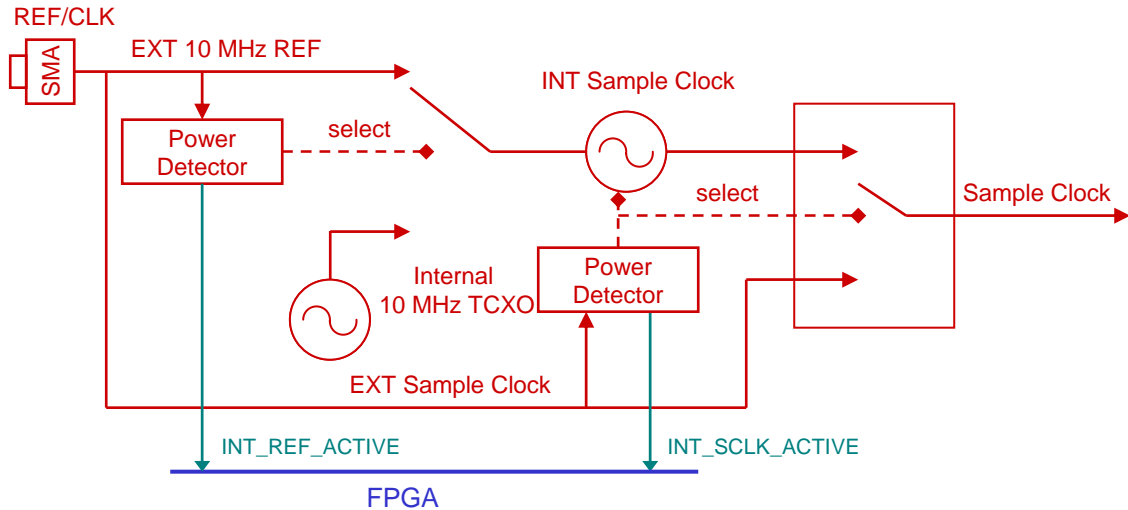 REF/CLK
SMA
EXT 10 MHz REF
INT Sample Clock
Power
Detector
select
select
Sample Clock
Internal
10 MHz TCXO
Power
Detector
EXT Sample Clock
INT_REF_ACTIVE
INT_SCLK_ACTIVE
FPGA